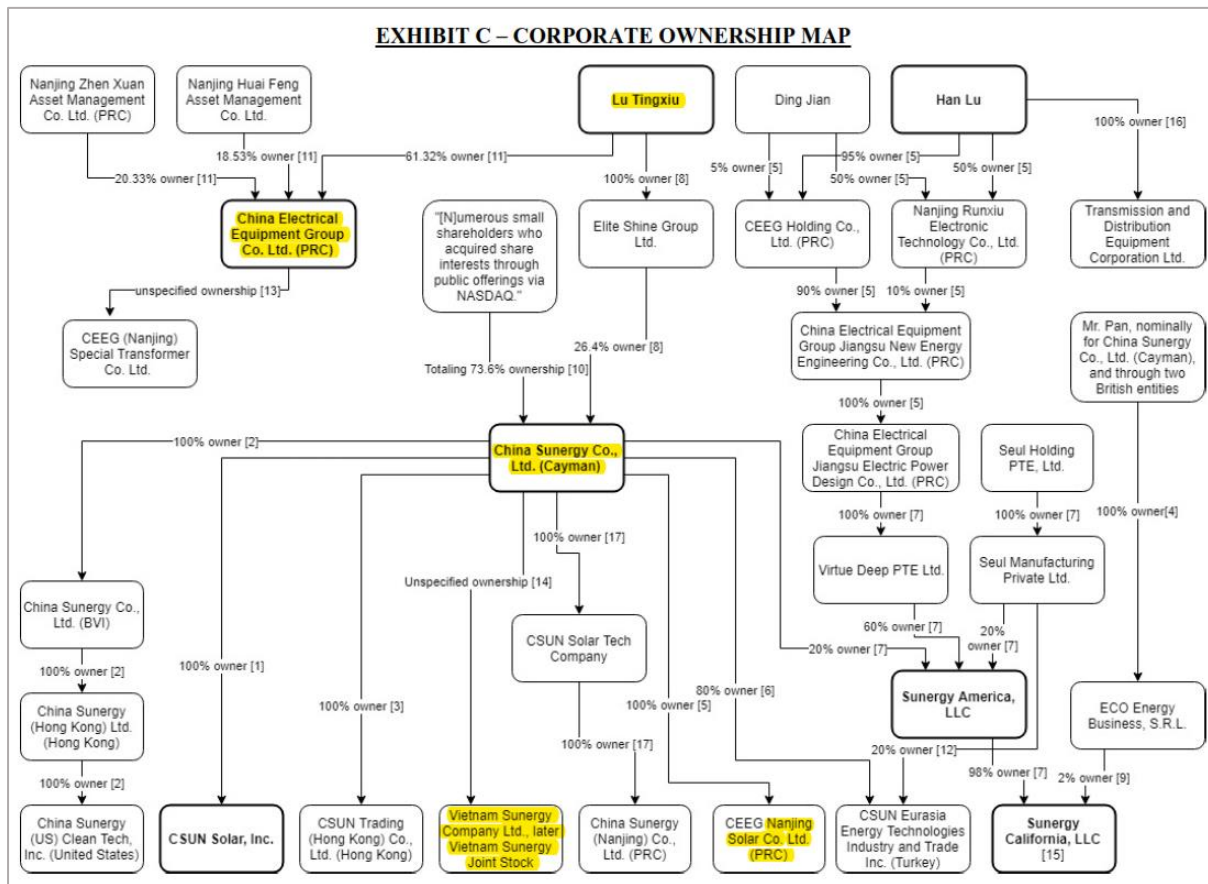 EXHIBIT C – CORPORATE OWNERSHIP MAP
Nanjing Zhen Xuan
Asset Management
Co. Ltd. (PRC)
Nanjing Huai Feng
Asset Management
Co. Ltd.
Lu Tingxiu
Ding Jian
Han Lu
100% owner [16]
18.53% owner [11]
61.32% owner [11]
5% owner [5]
95% owner [5]
50% owner [5]
20.33% owner [11]
100% owner [8]
50% owner [5]
China Electrical
Equipment Group
Co. Ltd. (PRC)
"[N]umerous small
shareholders who
acquired share
interests through
public offerings via
NASDAQ."
Elite Shine Group
Ltd.
CEEG Holding Co.,
Ltd. (PRC)
Nanjing Runxiu
Electronic
Technology Co., Ltd.
(PRC)
Transmission and
Distribution
Equipment
Corporation Ltd.
unspecified ownership [13]
90% owner [5]
10% owner [5]
CEEG (Nanjing)
Special Transformer
Co. Ltd.
26.4% owner [8]
Totaling 73.6% ownership [10]
China Electrical Equipment
Group Jiangsu New Energy
Engineering Co., Ltd. (PRC)
Mr. Pan, nominally
for China Sunergy
Co., Ltd. (Cayman),
and through two
British entities
100% owner [5]
100% owner [2]
China Sunergy Co.,
Ltd. (Cayman)
China Electrical
Equipment Group
Jiangsu Electric Power
Design Co., Ltd. (PRC)
Seul Holding
PTE, Ltd.
100% owner[4]
100% owner [17]
100% owner [7]
100% owner [7]
Unspecified ownership [14]
Virtue Deep PTE Ltd.
Seul Manufacturing
Private Ltd.
China Sunergy Co.,
Ltd. (BVI)
CSUN Solar Tech
Company
60% owner [7]
20%
owner [7]
20% owner [7]
100% owner [2]
100% owner [1]
80% owner [6]
Sunergy America,
LLC
100% owner [3]
100% owner [5]
China Sunergy
(Hong Kong) Ltd.
(Hong Kong)
ECO Energy
Business, S.R.L.
100% owner [17]
20% owner [12]
98% owner [7]
2% owner [9]
100% owner [2]
China Sunergy
(US) Clean Tech,
Inc. (United States)
CSUN Solar, Inc.
CSUN Trading
(Hong Kong) Co.,
Ltd. (Hong Kong)
Vietnam Sunergy
Company Ltd., later
Vietnam Sunergy
Joint Stock
China Sunergy
(Nanjing) Co., Ltd.
(PRC)
CEEG Nanjing
Solar Co. Ltd.
(PRC)
CSUN Eurasia
Energy Technologies
Industry and Trade
Inc. (Turkey)
Sunergy
California, LLC
[15]